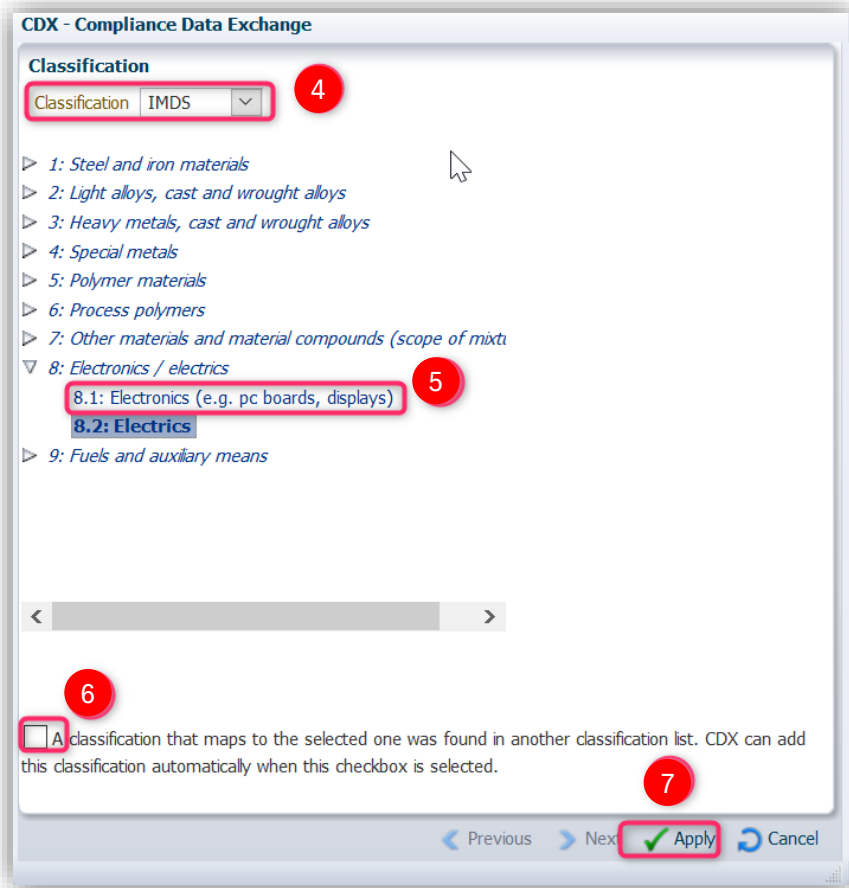 CDX - Compliance Data Exchange
Classification
Classification IMDS
4
1: Steel and iron materials
2: Light alloys, cast and wrought alloys
3: Heavy metals, cast and wrought alloys
4: Special metals
5: Polymer materials
6: Process polymers
7: Other materials and material compounds (scope of mixtu
8: Electronics / electrics
5
8.1: Electronics (e.g. pc boards, displays)
8.2: Electrics
9: Fuels and auxiliary means
6
A classification that maps to the selected one was found in another classification list. CDX can add
this classification automatically when this checkbox is selected.
7
Previous Next Apply Cancel